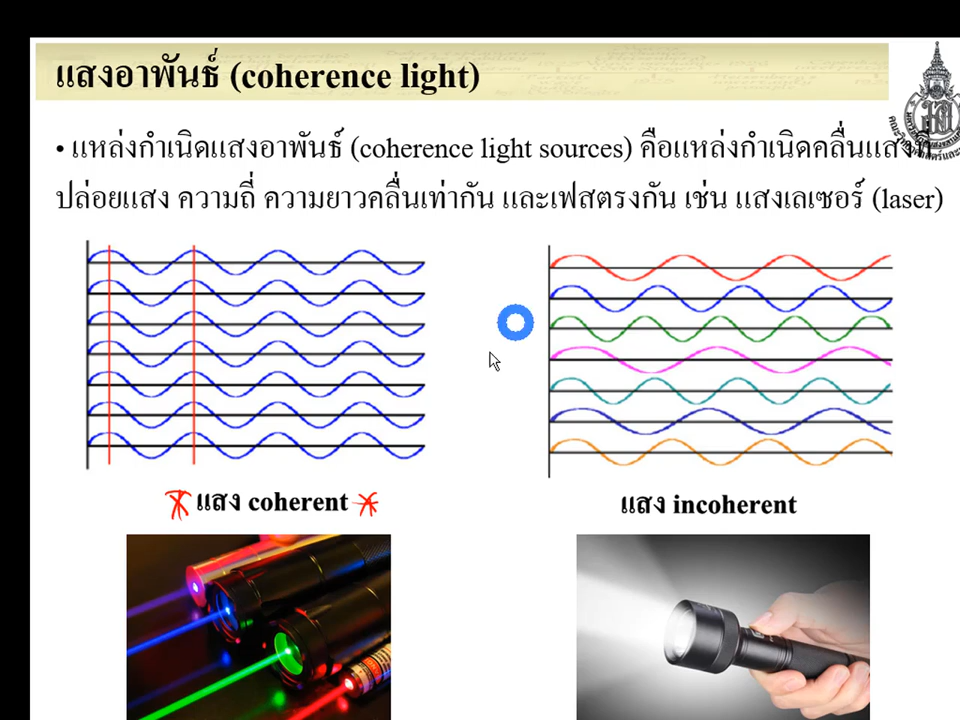 แสงอาพันธ์ (coherence light)
• แหล่งกำเนิดแสงอาพันธ์ (coherence light sources) คือแหล่งกำเนิดคลื่นแสงที่
ปล่อยแสง ความถี่ ความยาวคลื่นเท่ากัน และเฟสตรงกัน เช่น แสงเลเซอร์ (laser)
แสง coherent
แสง incoherent